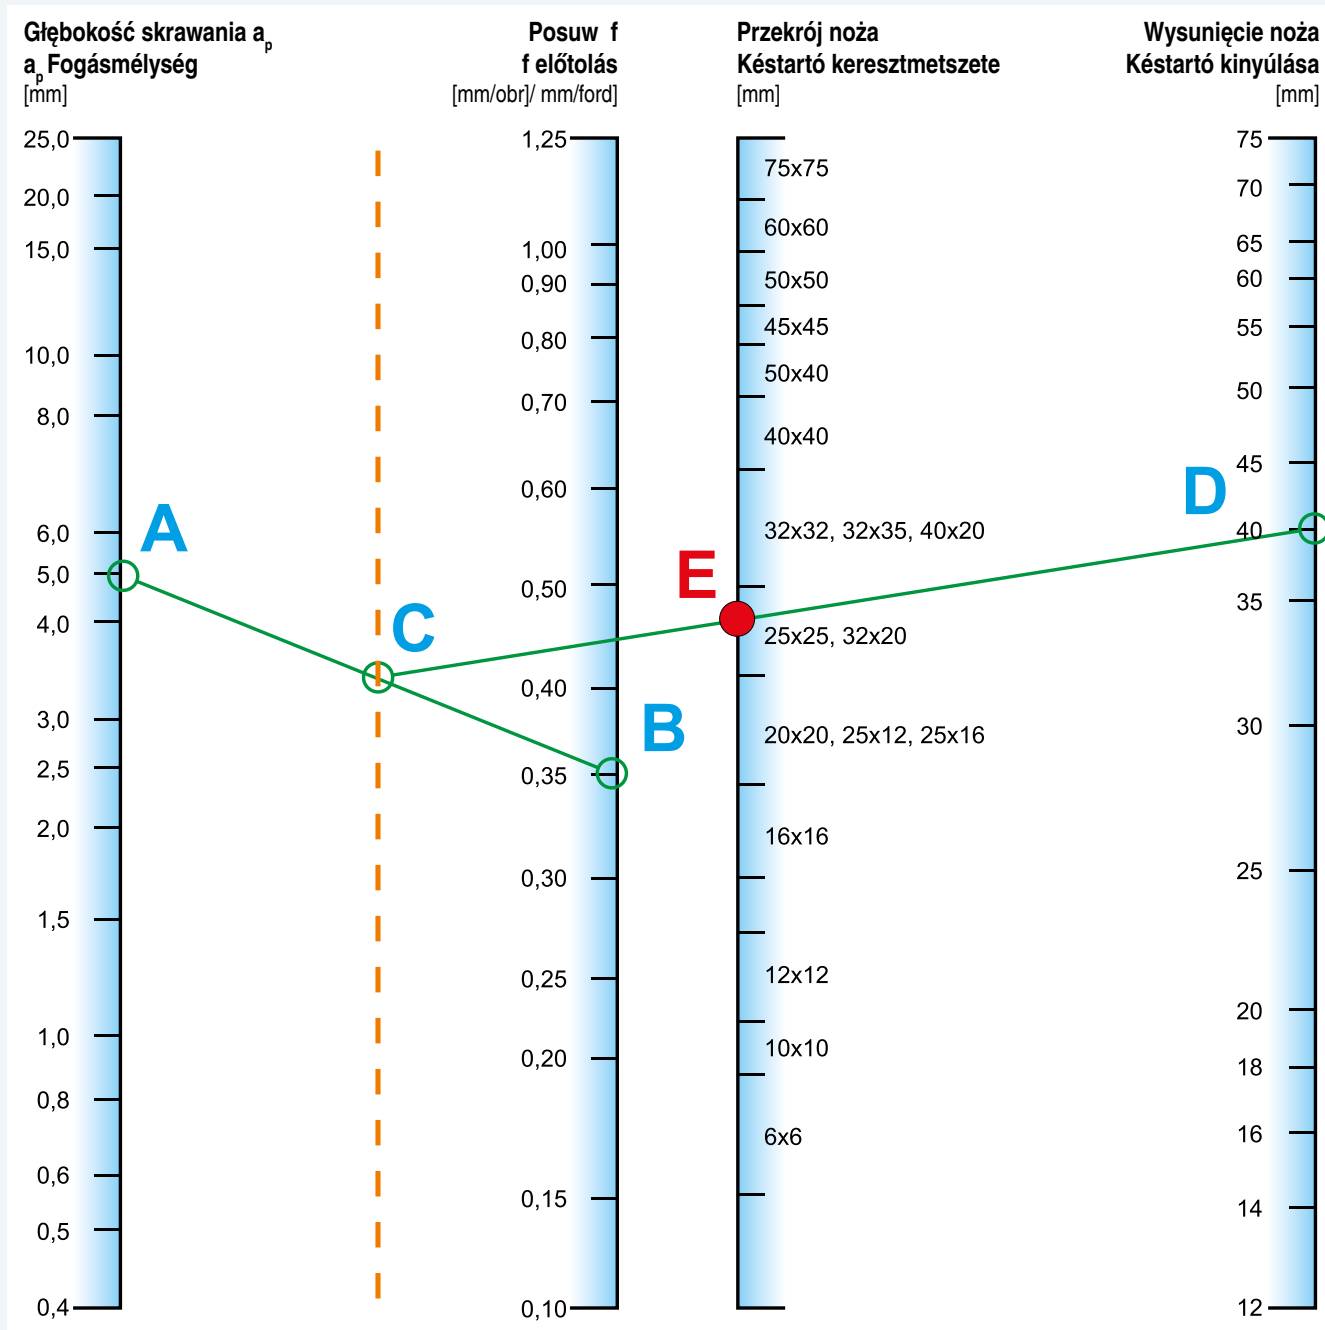 Głębokość skrawania ap
ap Fogásmélység
[mm]
25,0
20,0
15,0
10,0
8,0
6,0
5,0
4,0
3,0
2,5
2,0
1,5
1,0
0,8
0,6
0,5
0,4
A
C
Posuw f
f előtolás
[mm/obr]/ mm/ford]
1,25
1,00
0,90
0,80
0,70
0,60
0,50
0,40
0,35
0,30
0,25
0,20
0,15
0,10
B
Przekrój noża
Késtartó keresztmetszete
[mm]
75x75
60x60
50x50
45x45
50x40
40x40
32x32, 32x35, 40x20
25x25, 32x20
20x20, 25x12, 25x16
16x16
12x12
10x10
6x6
E
Wysunięcie noża
Késtartó kinyúlása
[mm]
75
70
65
60
55
50
45
40
35
30
25
20
18
16
14
12
D